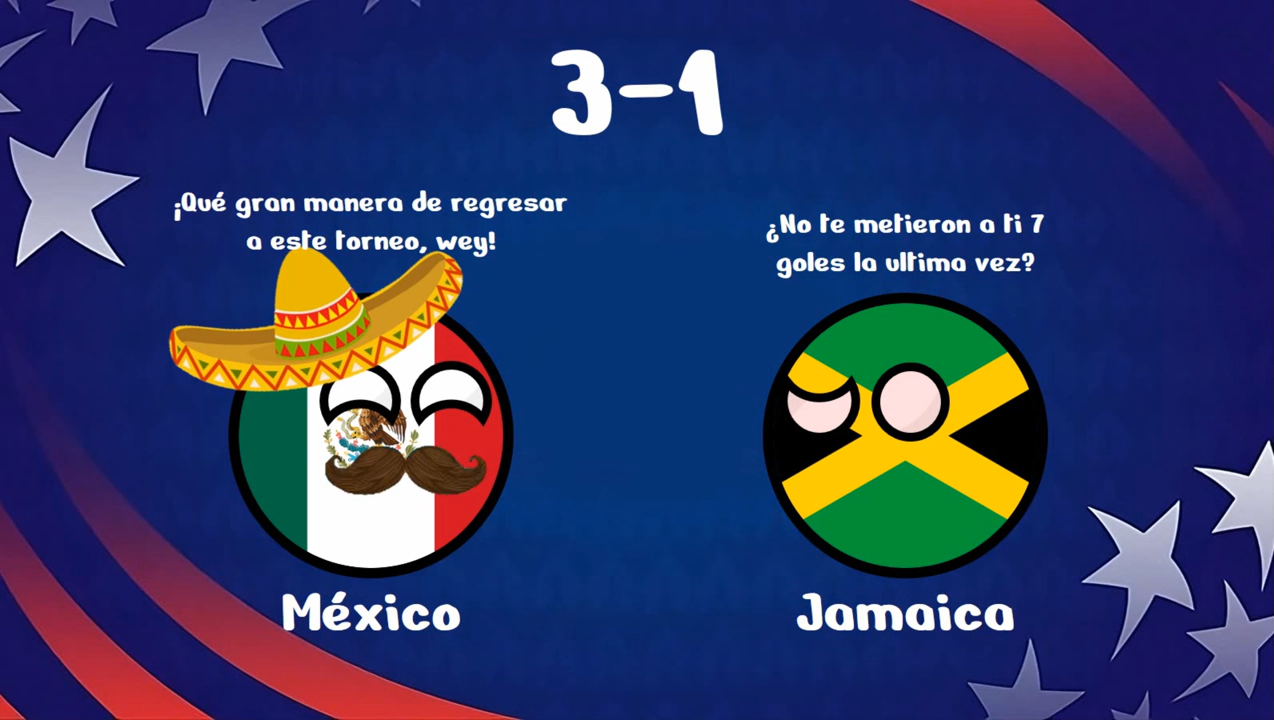 3-1
¡Qué gran manera de regresar
a este torneo, wey!
¿No te metieron a ti 7
goles la ultima vez?
México
Jamaica